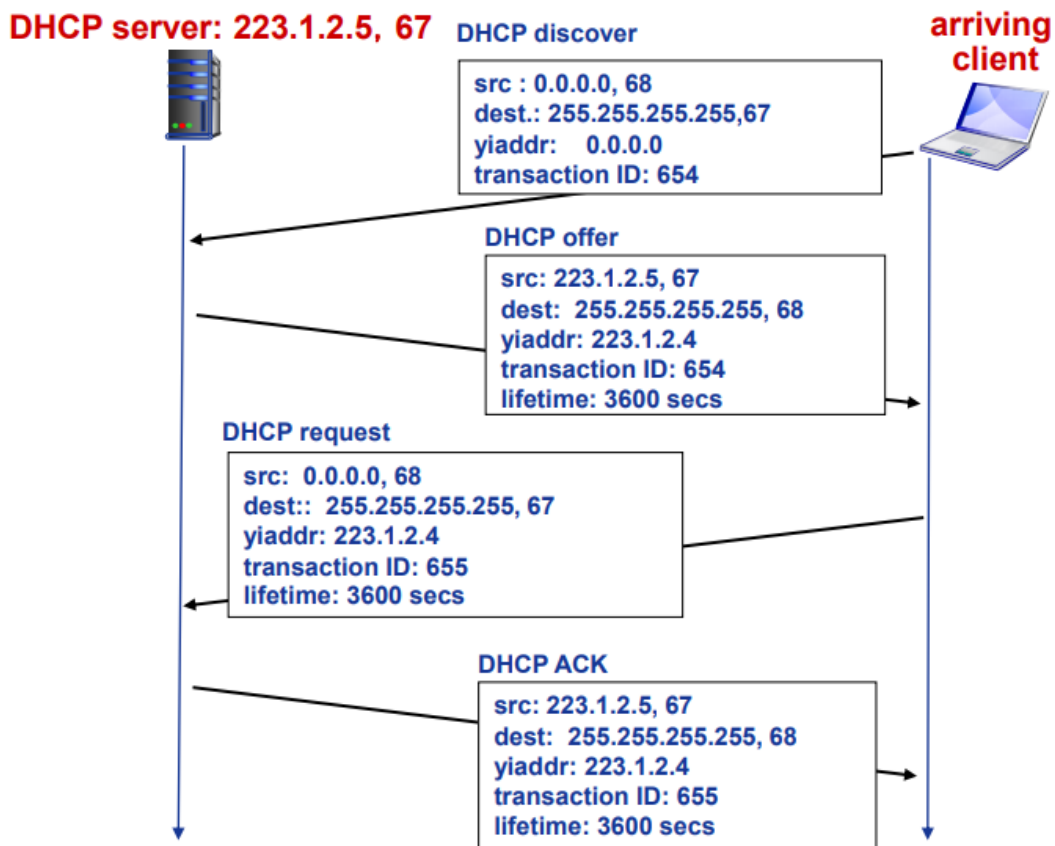 DHCP server: 223.1.2.5, 67
DHCP discover
arriving
client
src : 0.0.0.0, 68
dest.: 255.255.255.255,67
yiaddr: 0.0.0.0
transaction ID: 654
DHCP offer
src: 223.1.2.5, 67
dest: 255.255.255.255, 68
yiaddr: 223.1.2.4
transaction ID: 654
lifetime: 3600 secs
DHCP request
src: 0.0.0.0, 68
dest:: 255.255.255.255, 67
yiaddr: 223.1.2.4
transaction ID: 655
lifetime: 3600 secs
DHCP ACK
src: 223.1.2.5, 67
dest: 255.255.255.255, 68
yiaddr: 223.1.2.4
transaction ID: 655
lifetime: 3600 secs